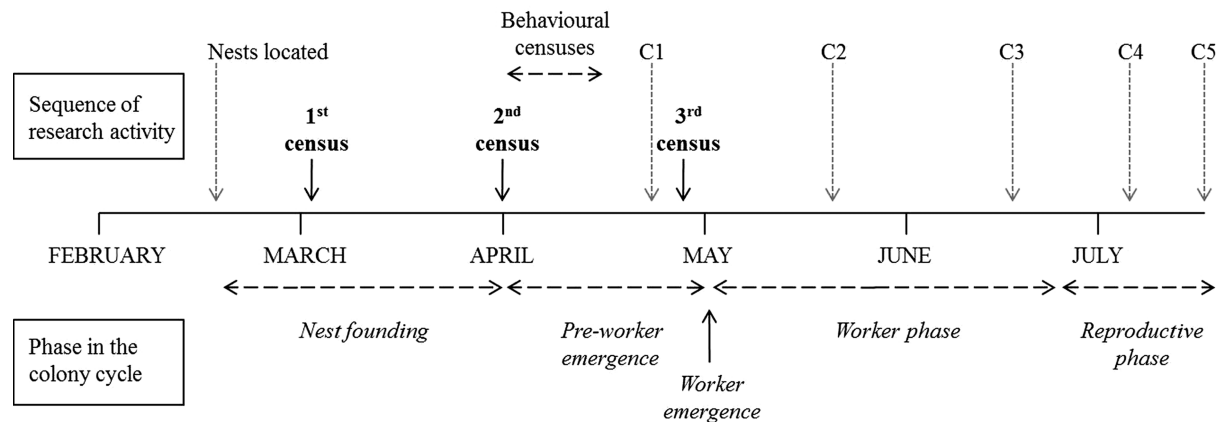 Behavioural
censuses
Nests located
C1
C2
C3
C4
C5
Sequence of
research activity
1st
census
2nd
census
3rd
census
FEBRUARY
MARCH
APRIL
MAY
JUNE
JULY
Phase in the
colony cycle
Nest founding
Pre-worker
emergence
Worker
emergence
Worker phase
Reproductive
phase